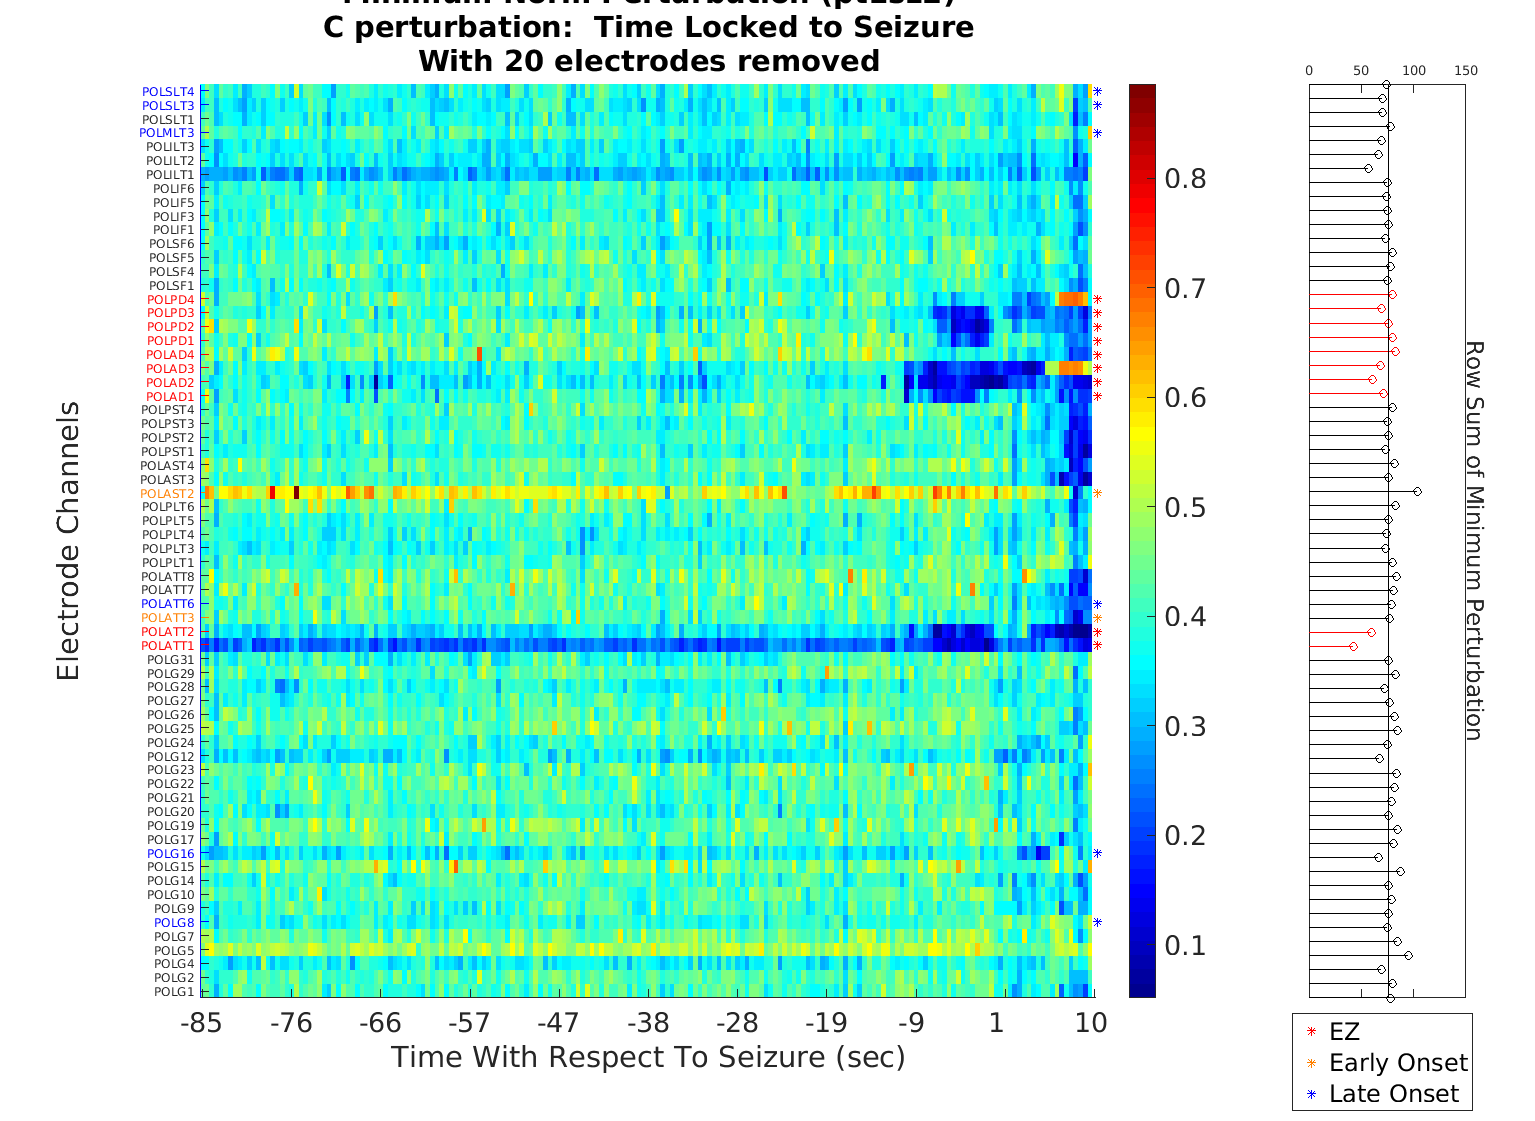 C perturbation: Time Locked to Seizure
With 20 electrodes removed
0 50 100 150
POLSLT4
POLSLT3
POLSLT1
POLMLT3
POLILT3
POLILT2
POLILT1
POLIF6
POLIF5
POLIF3
POLIF1
POLSF6
POLSF5
POLSF4
POLSF1
POLPD4
POLPD3
POLPD2
POLPD1
POLAD4
POLAD3
POLAD2
POLAD1
POLPST4
POLPST3
POLPST2
POLPST1
POLAST4
POLAST3
POLAST2
POLPLT6
POLPLT5
POLPLT4
POLPLT3
POLPLT1
POLATT8
POLATT7
POLATT6
POLATT3
POLATT2
POLATT1
POLG31
POLG29
POLG28
POLG27
POLG26
POLG25
POLG24
POLG12
POLG23
POLG22
POLG21
POLG20
POLG19
POLG17
POLG16
POLG15
POLG14
POLG10
POLG9
POLG8
POLG7
POLG5
POLG4
POLG2
POLG1
Electrode Channels
-85 -76 -66 -57 -47 -38 -28 -19 -9 1 10
Time With Respect To Seizure (sec)
0.8
0.7
0.6
0.5
0.4
0.3
0.2
0.1
Row Sum of Minimum Perturbation
EZ
Early Onset
Late Onset